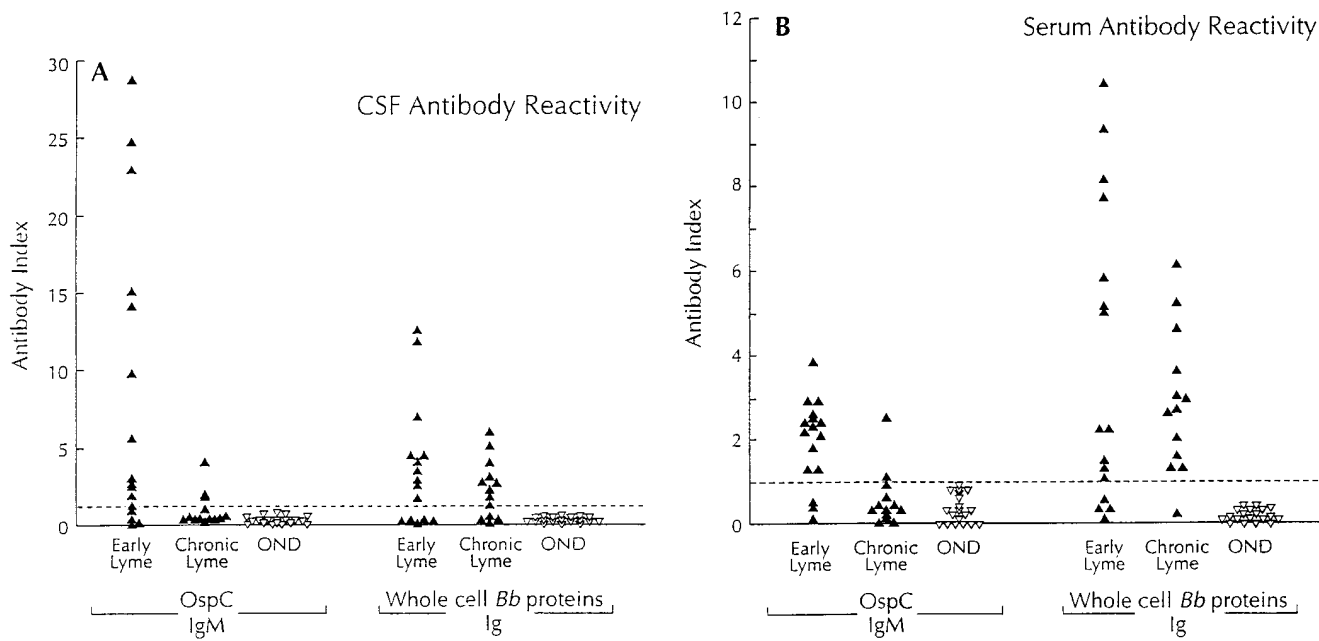 A
CSF Antibody Reactivity
Antibody Index
30
25
20
15
10
5
0
Early
Lyme
Chronic
Lyme
OND
OspC
IgM
Early
Lyme
Chronic
Lyme
OND
Whole cell Bb proteins
Ig
B
Serum Antibody Reactivity
Antibody Index
12
10
8
6
4
2
0
Early
Lyme
Chronic
Lyme
OND
OspC
IgM
Early
Lyme
Chronic
Lyme
OND
Whole cell Bb proteins
Ig